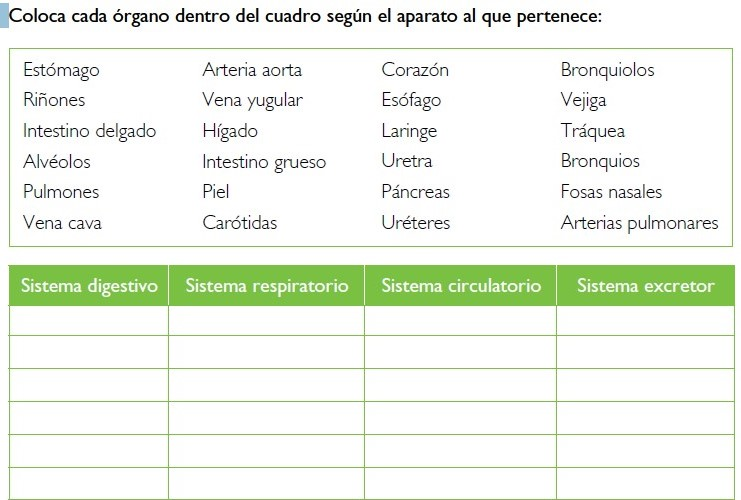 Coloca cada órgano dentro del cuadro según el aparato al que pertenece:
Estómago Arteria aorta Corazón Bronquiolos
Riñones Vena yugular Esófago Vejiga
Intestino delgado Hígado Laringe Tráquea
Alvéolos Intestino grueso Uretra Bronquios
Pulmones Piel Páncreas Fosas nasales
Vena cava Carótidas Uréteres Arterias pulmonares
Sistema digestivo Sistema respiratorio Sistema circulatorio Sistema excretor